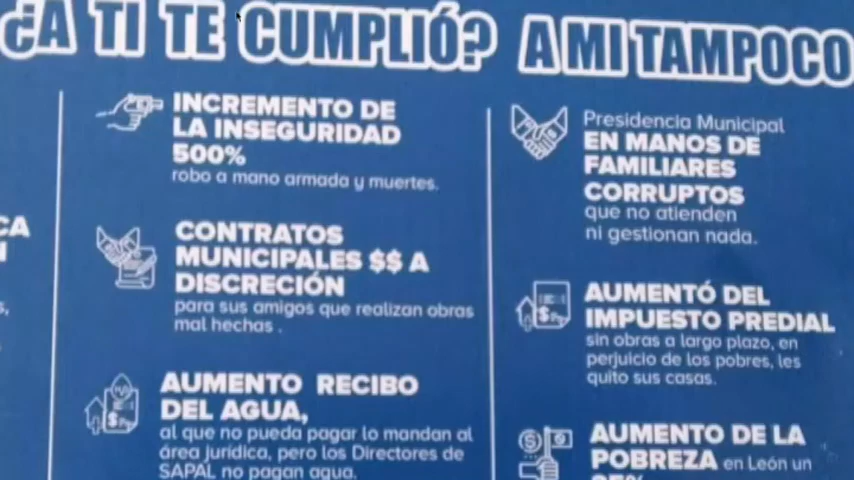 ¿A TI TE CUMPLIÓ? A MI TAMPOCO
INCREMENTO DE
LA INSEGURIDAD
500%
robo a mano armada y muertes.
CONTRATOS
MUNICIPALES $$ A
DISCRECIÓN
para sus amigos que realizan obras
mal hechas .
AUMENTO RECIBO
DEL AGUA,
al que no pueda pagar lo mandan al
área jurídica, pero los Directores de
SAPAL no pagan agua.
Presidencia Municipal
EN MANOS DE
FAMILIARES
CORRUPTOS
que no atienden
ni gestionan nada.
AUMENTÓ DEL
IMPUESTO PREDIAL
sin obras a largo plazo, en
perjuicio de los pobres, les
quito sus casas.
AUMENTO DE LA
POBREZA en León un